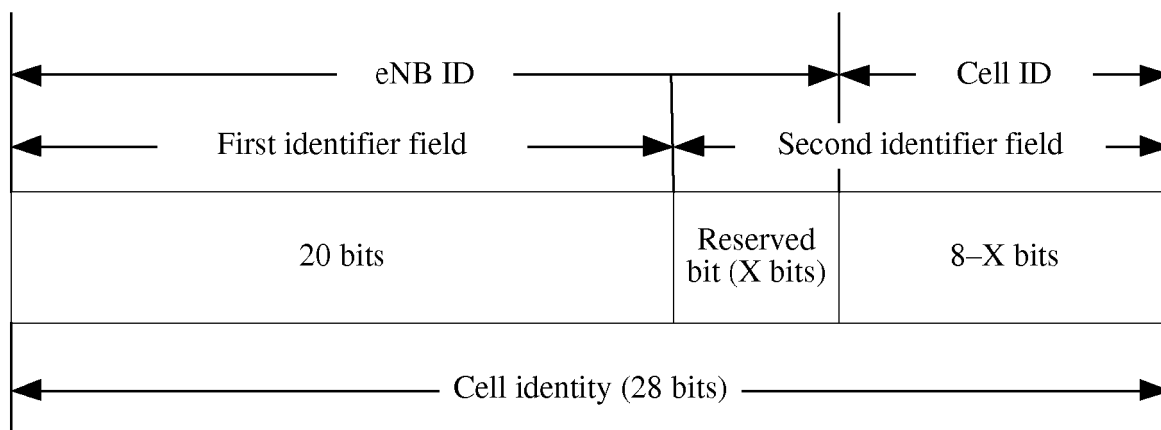 eNB ID
Cell ID
First identifier field
Second identifier field
20 bits
Reserved
bit (X bits)
8–X bits
Cell identity (28 bits)